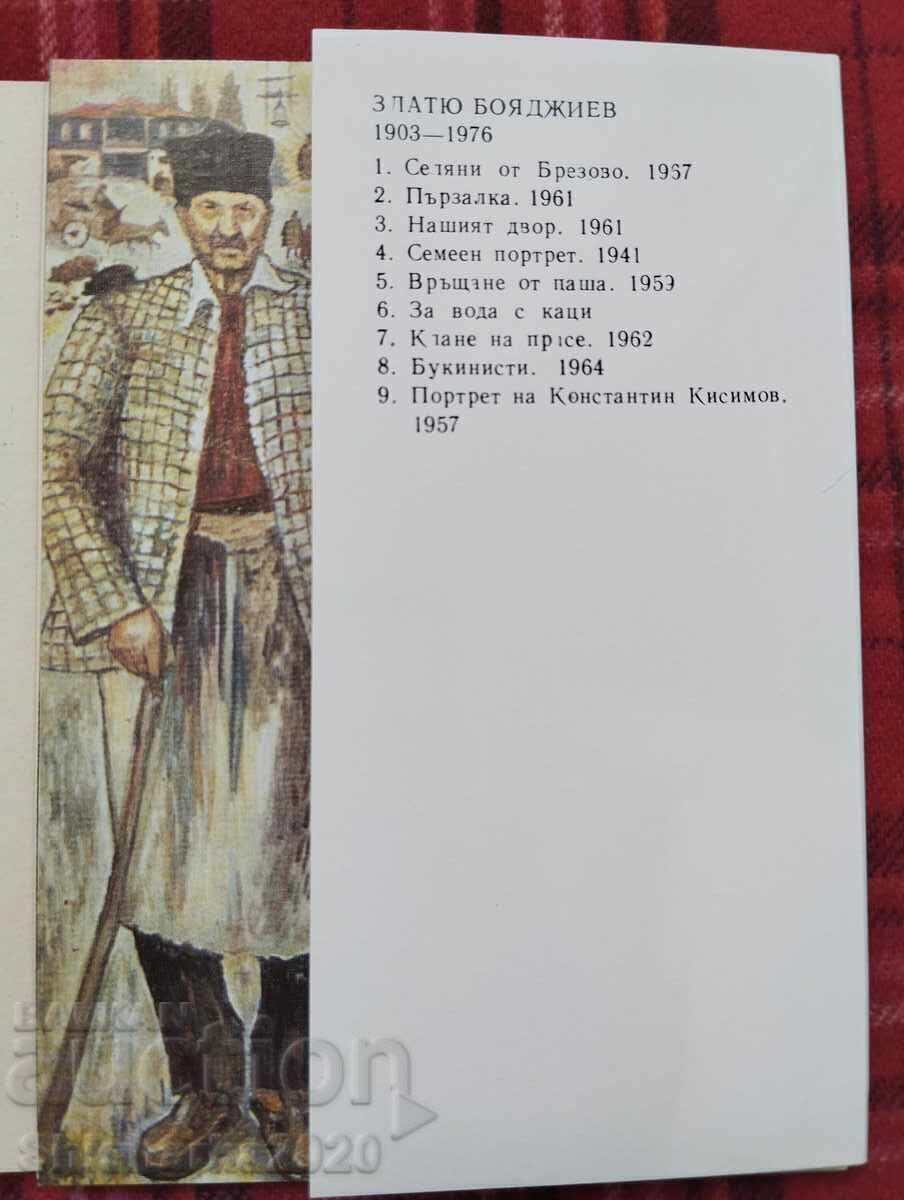 ЗЛАТЮ БОЯДЖИЕВ
1903—1976
1. Селяни от Брезово. 1967
2. Пързалка. 1961
3. Нашият двор. 1961
4. Семеен портрет. 1941
5. Връщане от паша. 1959
6. За вода с каци
7. Клане на прасе. 1962
8. Букинисти. 1964
9. Портрет на Константин Кисимов.
1957
BALKAN
auction